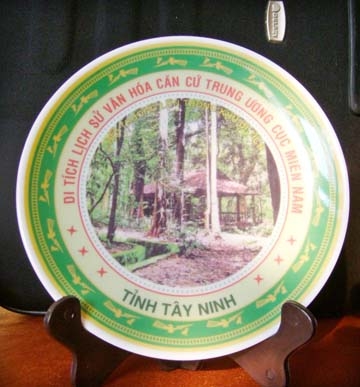 DI TÍCH LỊCH SỬ VĂN HÓA CĂN CỨ TRUNG ƯƠNG CỤC MIỀN NAM
TỈNH TÂY NINH